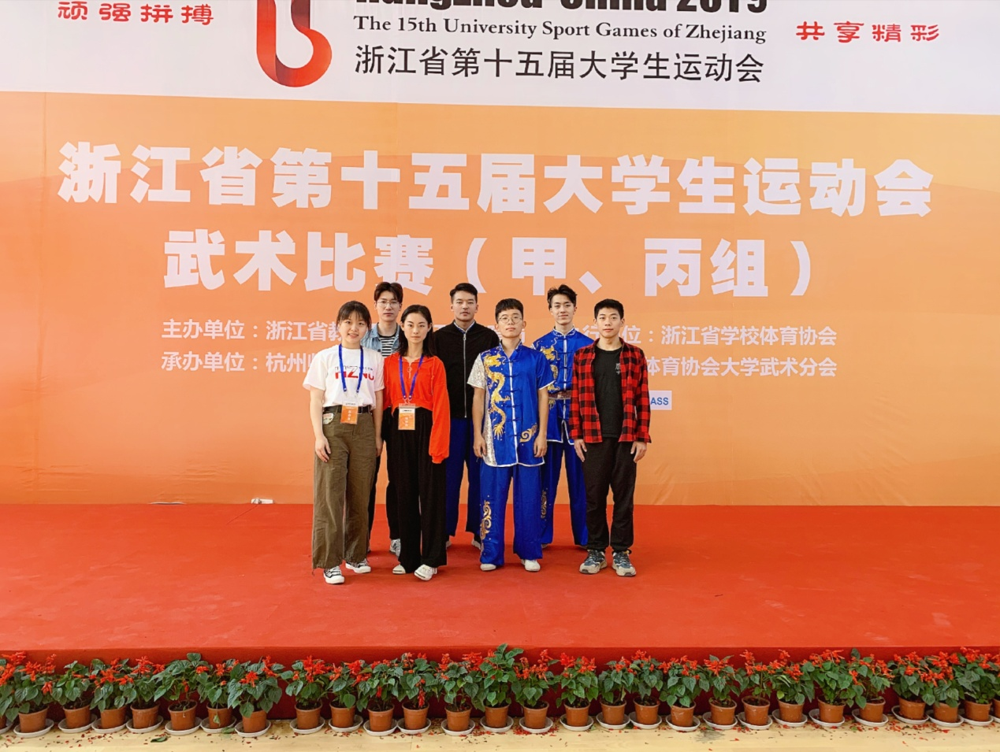 顽强拼搏
HangZhou China 2019
The 15th University Sport Games of Zhejiang
浙江省第十五届大学生运动会
共享精彩
浙江省第十五届大学生运动会
武术比赛（甲、丙组）
主办单位：浙江省教
位：浙江省学校体育协会
承办单位：杭州
体育协会大学武术分会
HZNU
ASS